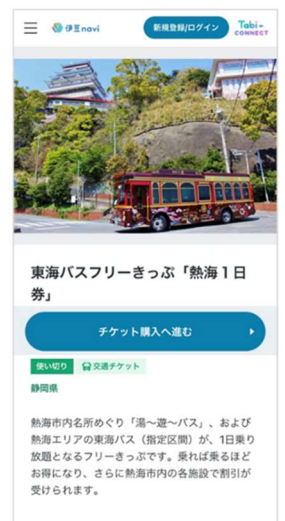 伊豆navi
新規登録/ログイン
Tabi-
CONNECT
東海バスフリーきっぷ「熱海1日
券」
チケット購入へ進む
使い切り 交通チケット
静岡県
熱海市内名所めぐり「湯〜遊〜バス」、および
熱海エリアの東海バス（指定区間）が、1日乗り
放題となるフリーきっぷです。乗れば乗るほど
お得になり、さらに熱海市内の各施設で割引が
受けられます。